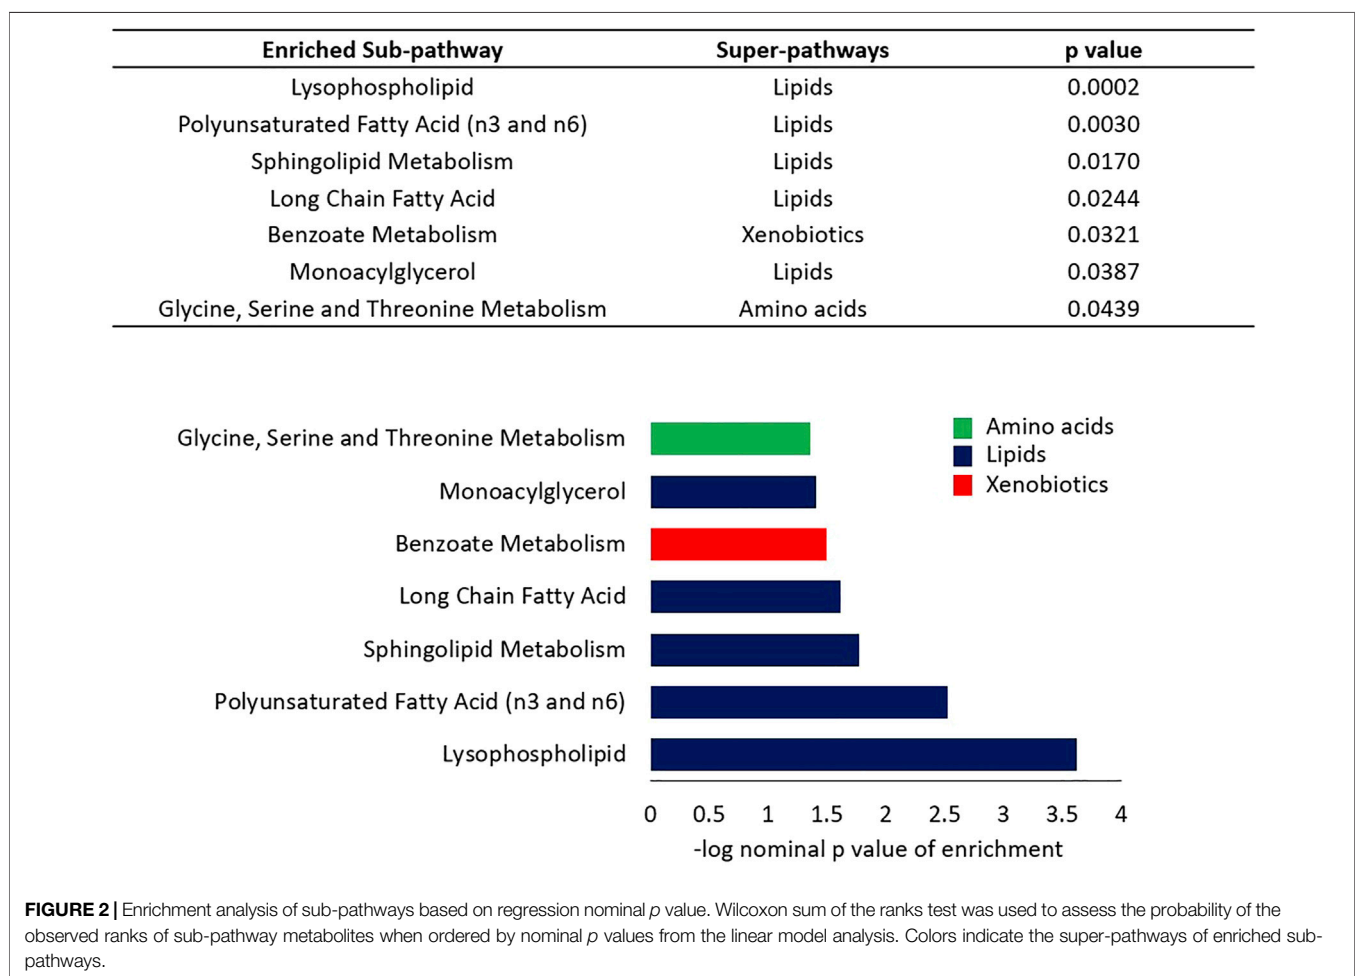 Enriched Sub-pathway Super-pathways p value
Lysophospholipid Lipids 0.0002
Polyunsaturated Fatty Acid (n3 and n6) Lipids 0.0030
Sphingolipid Metabolism Lipids 0.0170
Long Chain Fatty Acid Lipids 0.0244
Benzoate Metabolism Xenobiotics 0.0321
Monoacylglycerol Lipids 0.0387
Glycine, Serine and Threonine Metabolism Amino acids 0.0439
Glycine, Serine and Threonine Metabolism
Monoacylglycerol
Benzoate Metabolism
Long Chain Fatty Acid
Sphingolipid Metabolism
Polyunsaturated Fatty Acid (n3 and n6)
Lysophospholipid
Amino acids
Lipids
Xenobiotics
0 0.5 1 1.5 2 2.5 3 3.5 4
-log nominal p value of enrichment
FIGURE 2 | Enrichment analysis of sub-pathways based on regression nominal p value. Wilcoxon sum of the ranks test was used to assess the probability of the
observed ranks of sub-pathway metabolites when ordered by nominal p values from the linear model analysis. Colors indicate the super-pathways of enriched sub-
pathways.